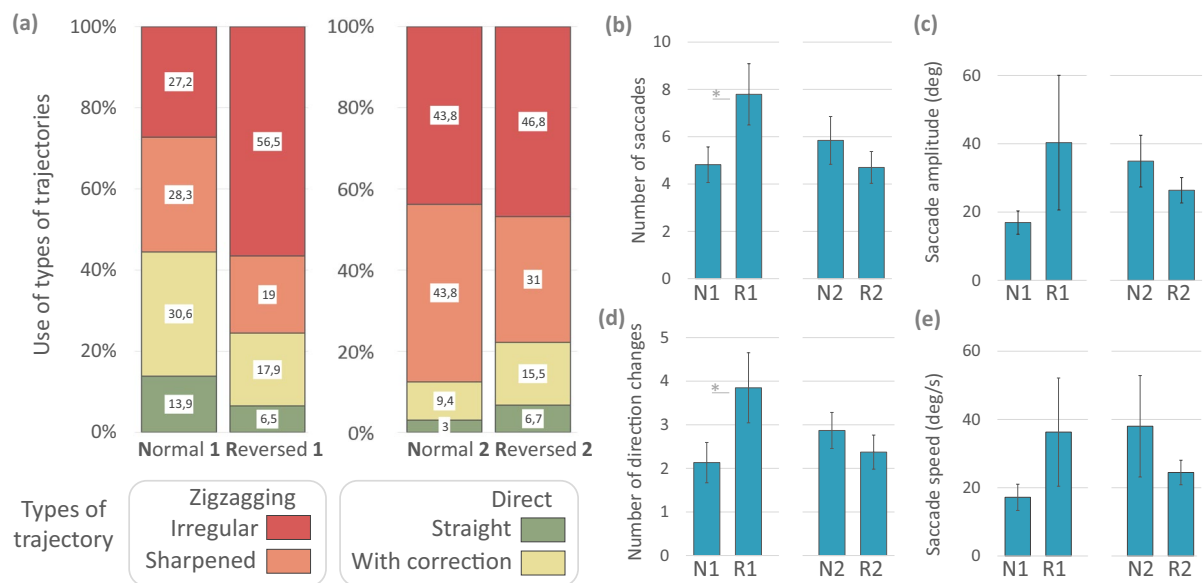 (a)
Use of types of trajectories
100%
80%
60%
40%
20%
0%
27,2
28,3
30,6
13,9
56,5
19
17,9
6,5
Normal 1 Reversed 1
100%
80%
60%
40%
20%
0%
43,8
43,8
9,4
3
46,8
31
15,5
6,7
Normal 2 Reversed 2
Types of
trajectory
Zigzagging
Irregular
Sharpened
Direct
Straight
With correction
(b)
Number of saccades
10
8
6
4
2
0
*
N1 R1 N2 R2
(c)
Saccade amplitude (deg)
60
40
20
0
N1 R1 N2 R2
(d)
Number of direction changes
5
4
3
2
1
0
*
N1 R1 N2 R2
(e)
Saccade speed (deg/s)
60
40
20
0
N1 R1 N2 R2